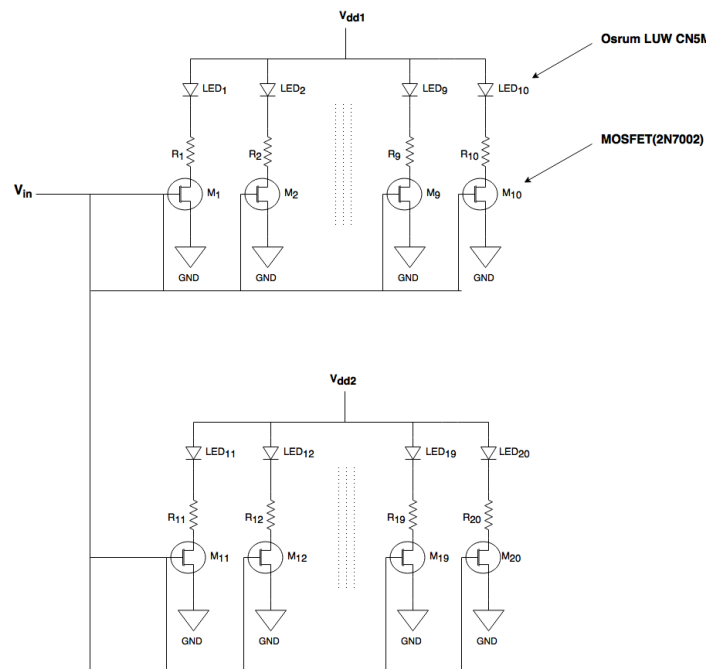 Vdd1
Osrum LUW CN5M
LED1 LED2 LED9 LED10
R1 R2 R9 R10
MOSFET(2N7002)
Vin
M1 M2 M9 M10
GND GND GND GND
Vdd2
LED11 LED12 LED19 LED20
R11 R12 R19 R20
M11 M12 M19 M20
GND GND GND GND